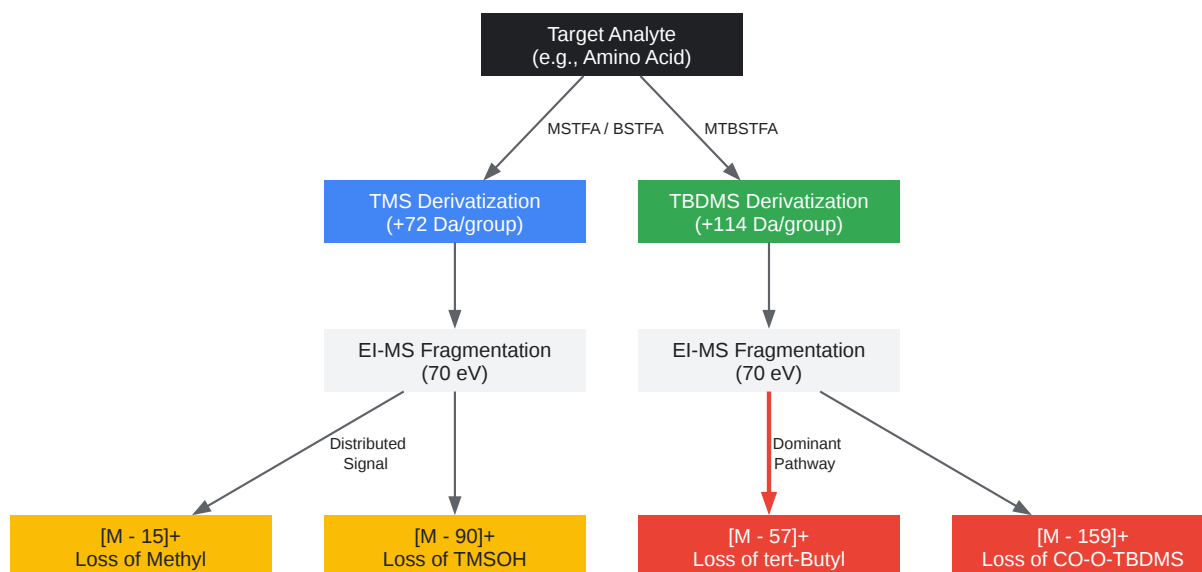 Target Analyte
(e.g., Amino Acid)
MSTFA / BSTFA
MTBSTFA
TMS Derivatization
(+72 Da/group)
TBDMS Derivatization
(+114 Da/group)
EI-MS Fragmentation
(70 eV)
EI-MS Fragmentation
(70 eV)
Distributed
Signal
Dominant
Pathway
[M - 15]+
Loss of Methyl
[M - 90]+
Loss of TMSOH
[M - 57]+
Loss of tert-Butyl
[M - 159]+
Loss of CO-O-TBDMS